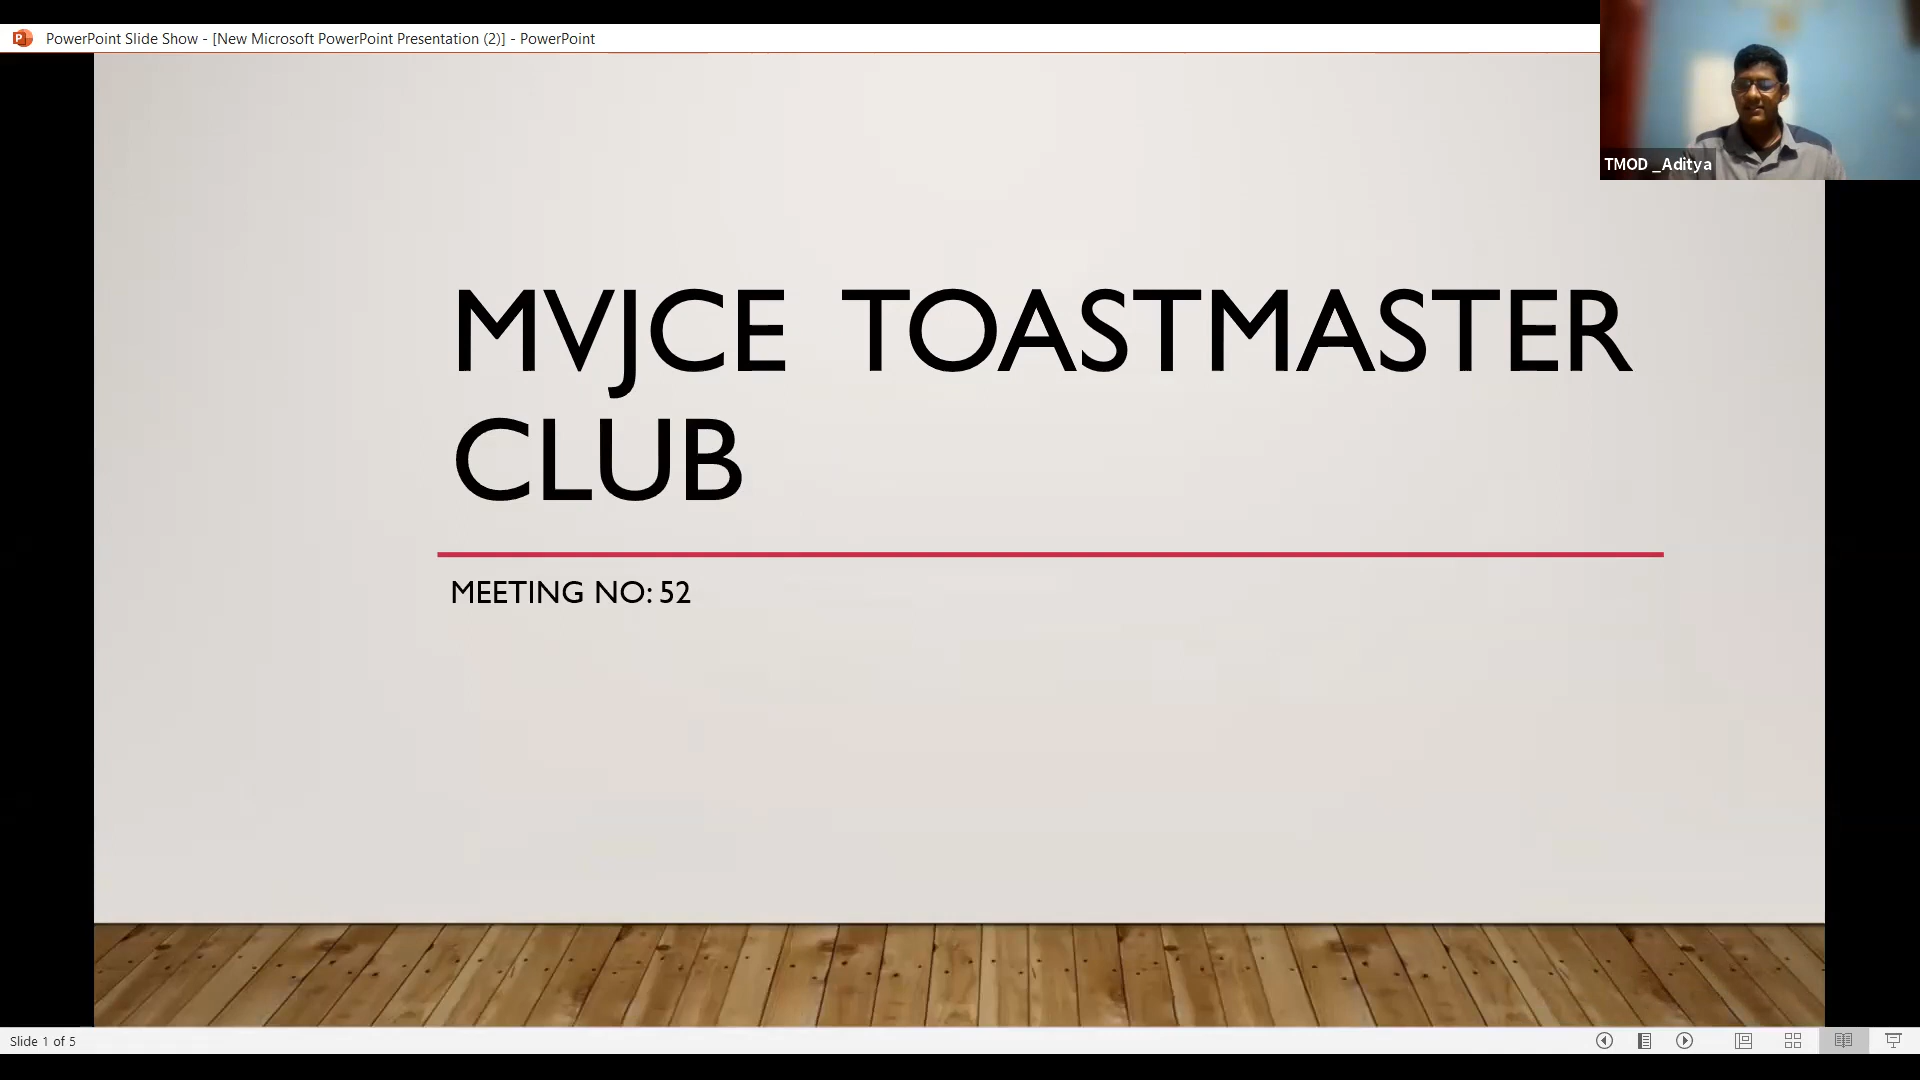 PowerPoint Slide Show - [New Microsoft PowerPoint Presentation (2)] - PowerPoint
TMOD _Aditya
MVJCE TOASTMASTER
CLUB
MEETING NO: 52
Slide 1 of 5